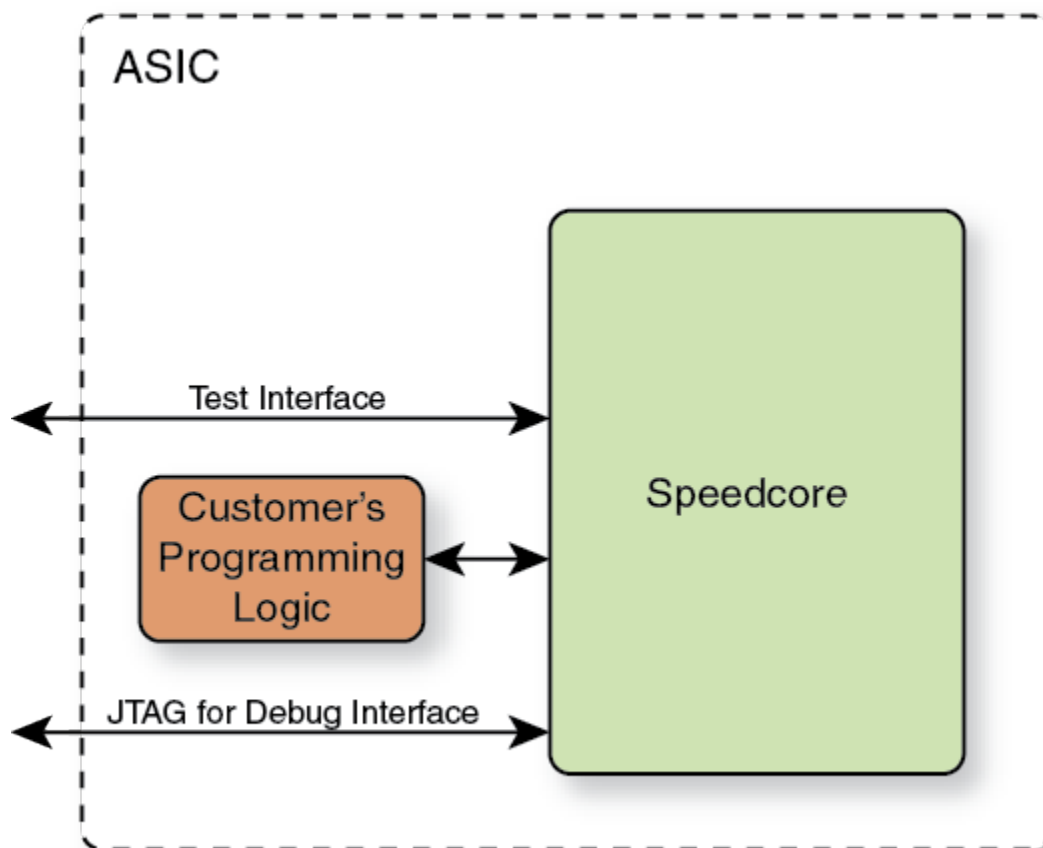 ASIC
Test Interface
Customer's
Programming
Logic
Speedcore
JTAG for Debug Interface